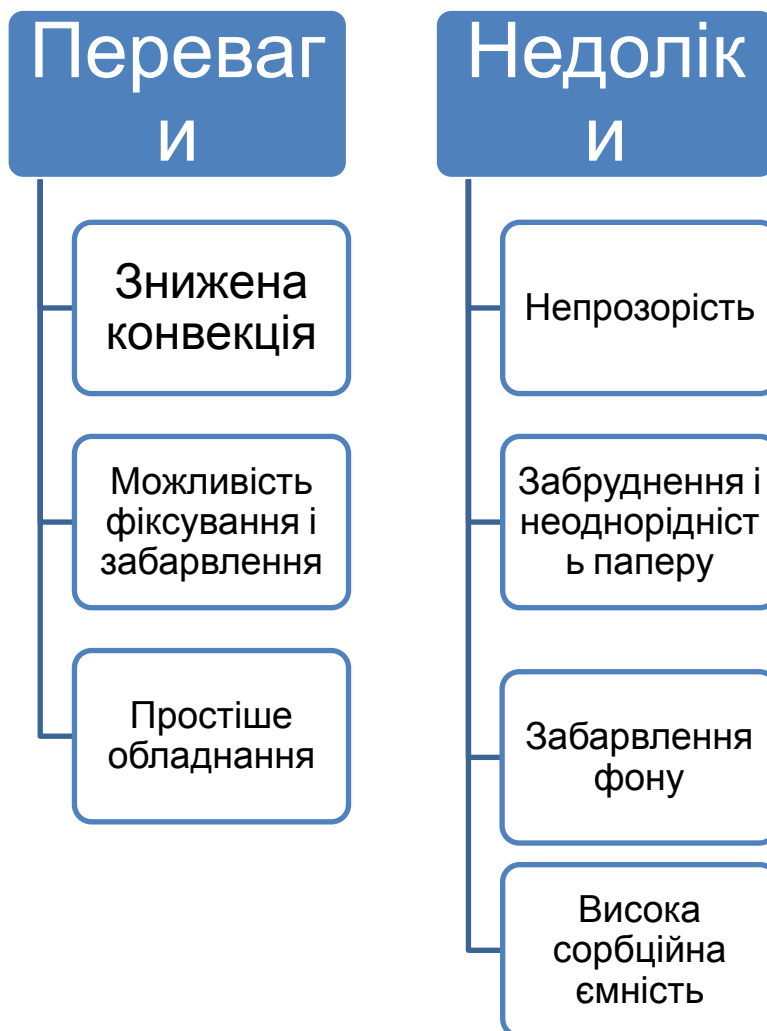 Переваг
и
Знижена
конвекція
Можливість
фіксування і
забарвлення
Простіше
обладнання
Недолік
и
Непрозорість
Забруднення і
неоднорідніст
ь паперу
Забарвлення
фону
Висока
сорбційна
ємність